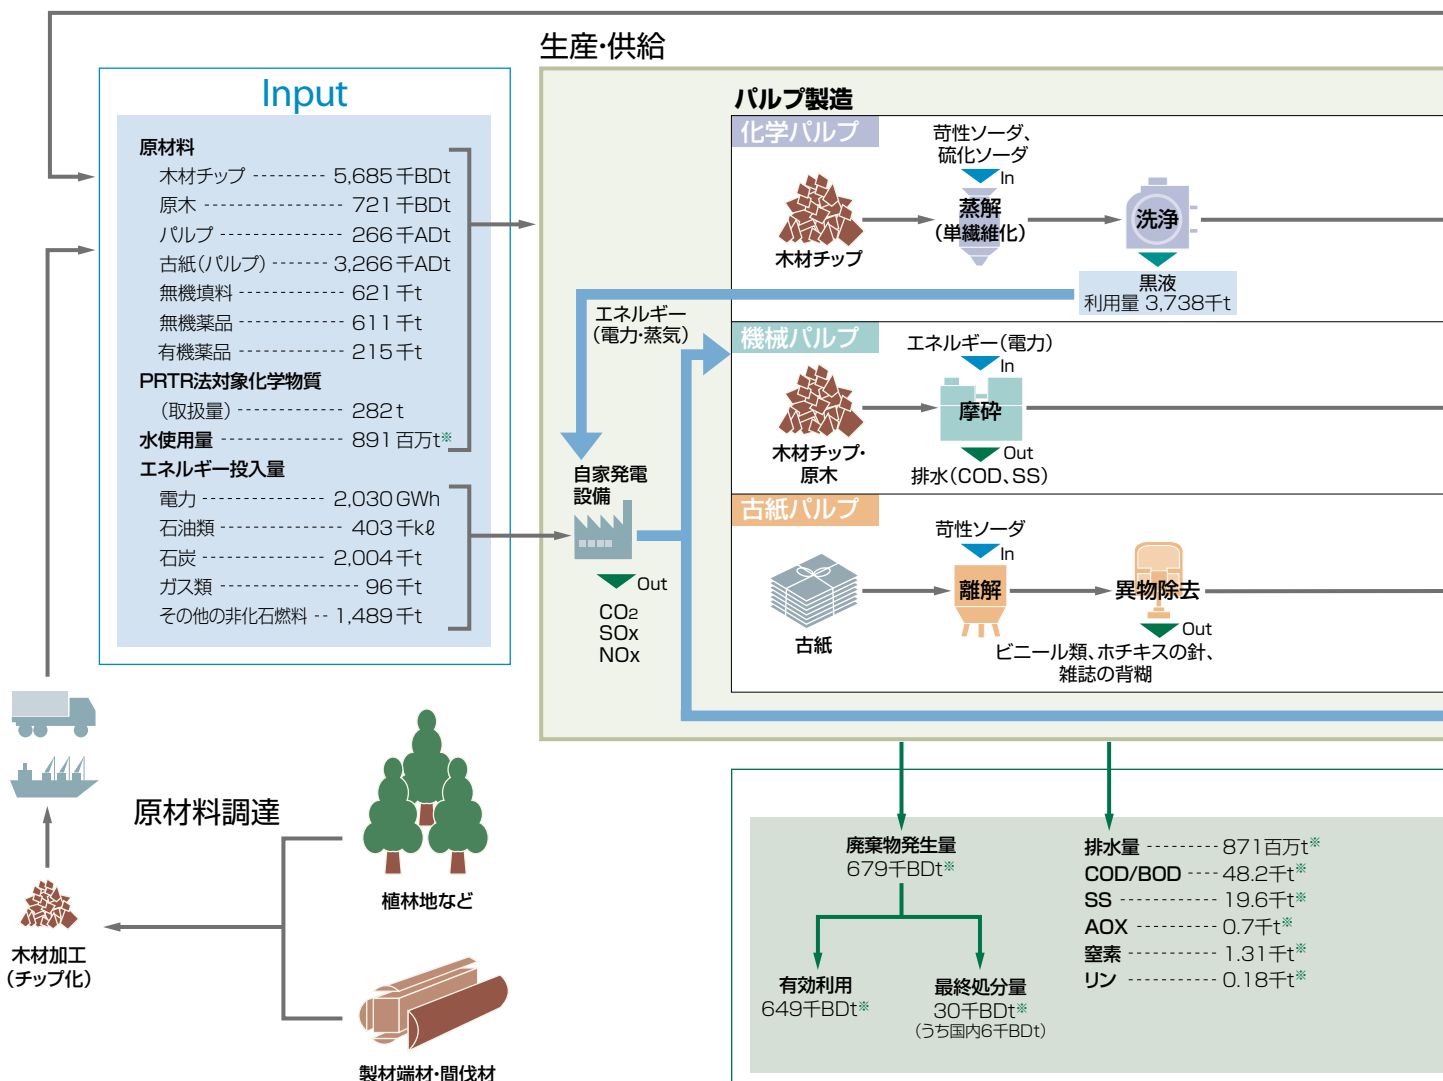 生産・供給
Input
原材料
木材チップ -------- 5,685千BDt
原木 --------------- 721千BDt
パルプ ------------- 266千ADt
古紙(パルプ) ------- 3,266千ADt
無機填料 ------------ 621千t
無機薬品 ------------ 611千t
有機薬品 ------------ 215千t
PRTR法対象化学物質
(取扱量) ------------ 282t
水使用量 -------------- 891百万t※
エネルギー投入量
電力 -------------- 2,030GWh
石油類 ------------- 403千kℓ
石炭 -------------- 2,004千t
ガス類 --------------- 96千t
その他の非化石燃料 -- 1,489千t
パルプ製造
化学パルプ
苛性ソーダ、
硫化ソーダ
In
木材チップ
蒸解
(単繊維化)
洗浄
黒液
利用量 3,738千t
エネルギー
(電力・蒸気)
機械パルプ
エネルギー(電力)
In
木材チップ・
原木
摩砕
Out
排水(COD、SS)
自家発電
設備
Out
CO2
SOx
NOx
古紙パルプ
苛性ソーダ
In
古紙
離解
異物除去
Out
ビニール類、ホチキスの針、
雑誌の背糊
原材料調達
植林地など
木材加工
(チップ化)
製材端材・間伐材
廃棄物発生量
679千BDt※
有効利用
649千BDt※
最終処分量
30千BDt※
(うち国内6千BDt)
排水量 --------- 871百万t※
COD/BOD ---- 48.2千t※
SS ------------ 19.6千t※
AOX ----------- 0.7千t※
窒素 ----------- 1.31千t※
リン ----------- 0.18千t※